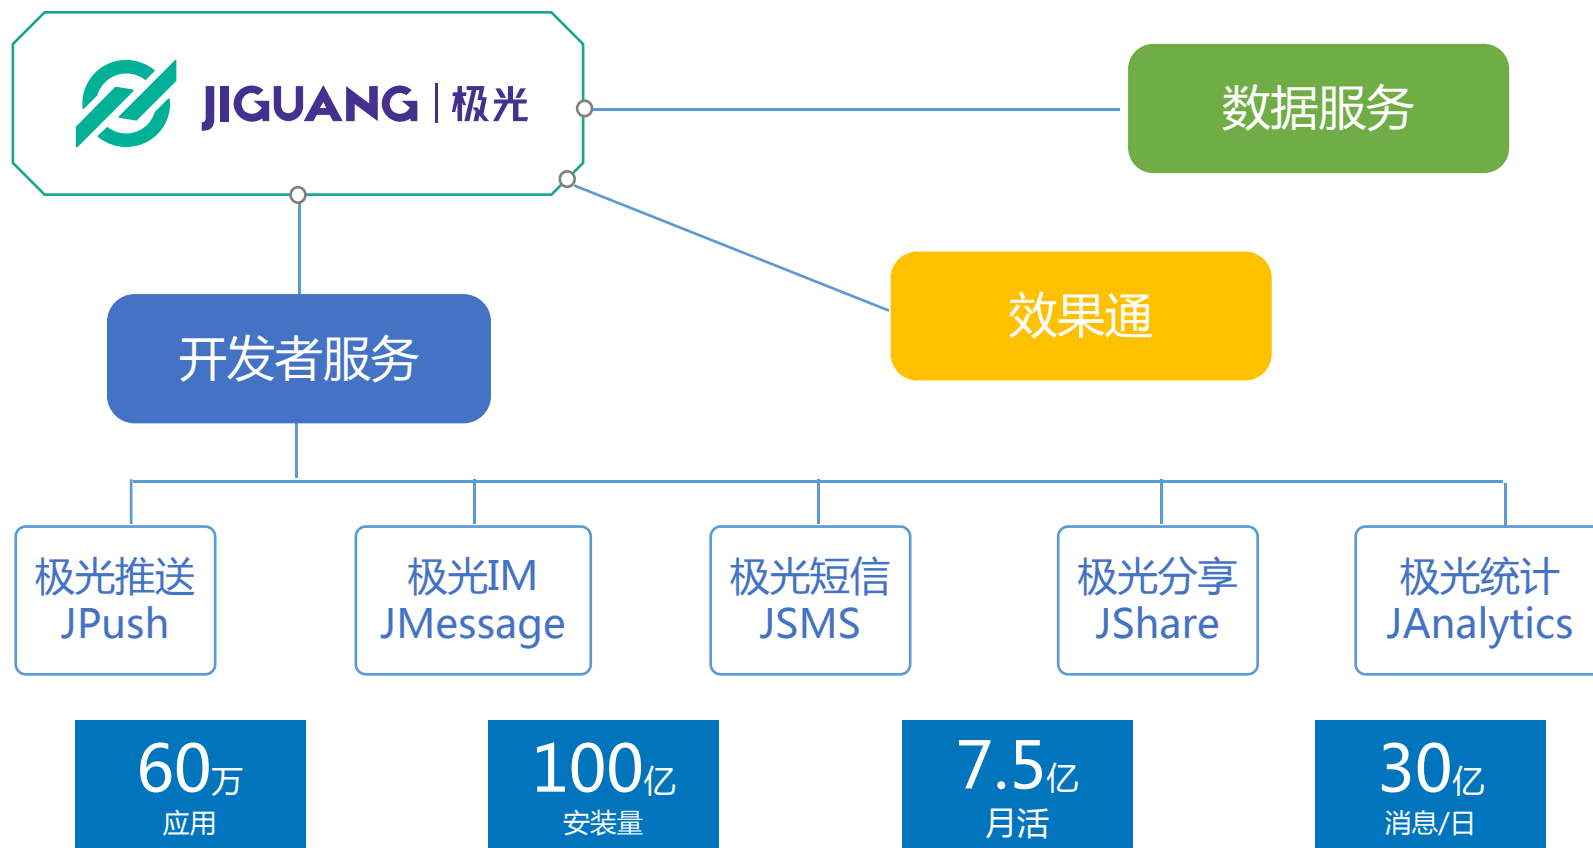 JIGUANG 极光
数据服务
效果通
开发者服务
极光推送
JPush
极光IM
JMessage
极光短信
JSMS
极光分享
JShare
极光统计
JAnalytics
60万
应用
100亿
安装量
7.5亿
月活
30亿
消息/日